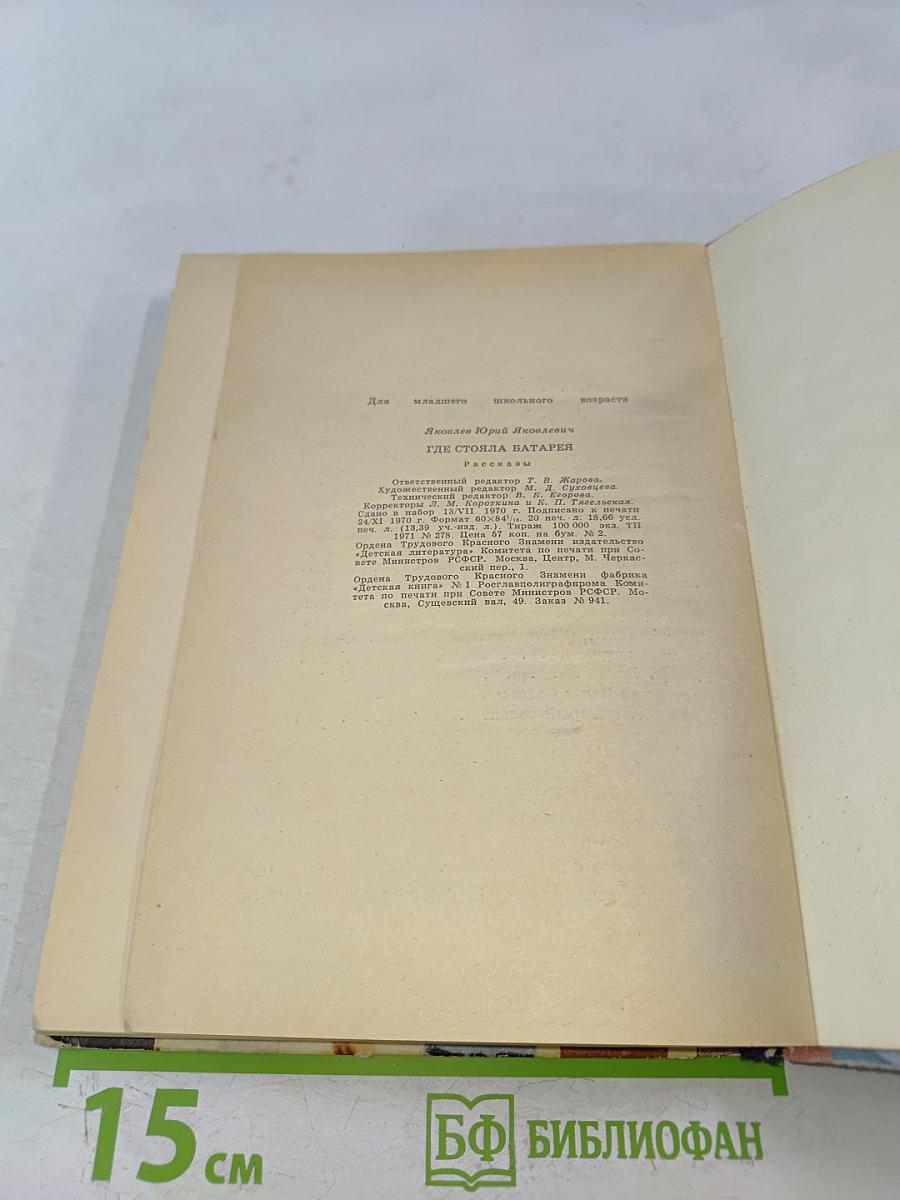 Для младшего школьного возраста
Яковлев Юрий Яковлевич
ГДЕ СТОЯЛА БАТАРЕЯ
Рассказы
Ответственный редактор Т. В. Жарова.
Художественный редактор М. Д. Суховцева.
Технический редактор В. К. Егорова.
Корректоры Л. М. Короткина и К. П. Тягельская.
Сдано в набор 13/VII 1970 г. Подписано к печати
24/XI 1970 г. Формат 60×84¹/₁₆. 20 печ. л. 18,66 усл.
печ. л. (13,39 уч.-изд. л.). Тираж 100 000 экз. ТП
1971 № 278. Цена 57 коп. на бум. № 2.
Ордена Трудового Красного Знамени издательство
«Детская литература» Комитета по печати при Со-
вете Министров РСФСР. Москва, Центр, М. Черкас-
ский пер., 1.
Ордена Трудового Красного Знамени фабрика
«Детская книга» № 1 Росглавполиграфпрома Коми-
тета по печати при Совете Министров РСФСР. Мо-
сква, Сущевский вал, 49. Заказ № 941.
15 см
БФ БИБЛИОФАН